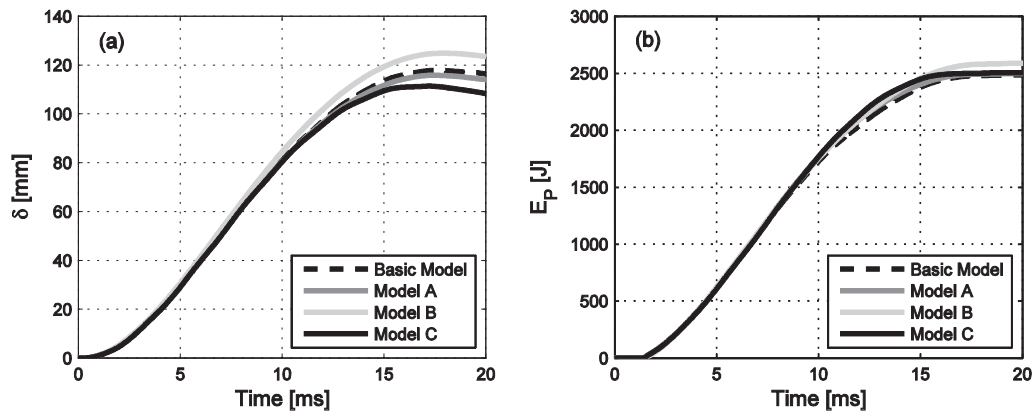 (a)
δ [mm]
140
120
100
80
60
40
20
0
0 5 10 15 20
Time [ms]
Basic Model
Model A
Model B
Model C
(b)
E_P [J]
3000
2500
2000
1500
1000
500
0
0 5 10 15 20
Time [ms]
Basic Model
Model A
Model B
Model C